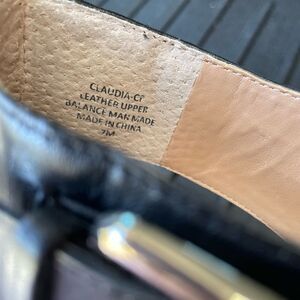 CLAUDIA-CF
LEATHER UPPER
BALANCE MAN MADE
MADE IN CHINA
7M